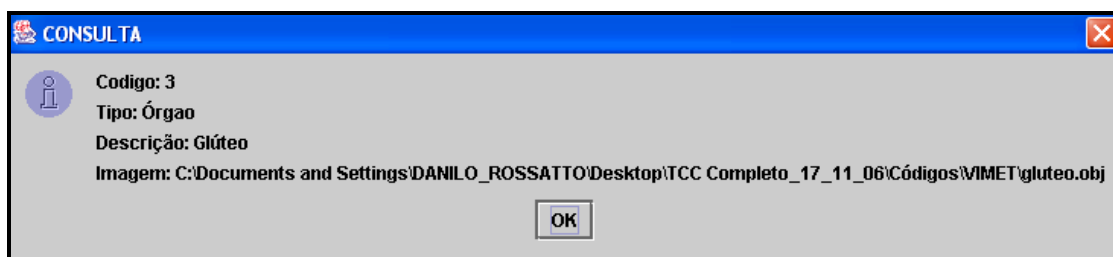 CONSULTA
Codigo: 3
Tipo: Órgao
Descrição: Glúteo
Imagem: C:\Documents and Settings\DANILO_ROSSATTO\Desktop\TCC Completo_17_11_06\Códigos\VIMET\gluteo.obj
OK